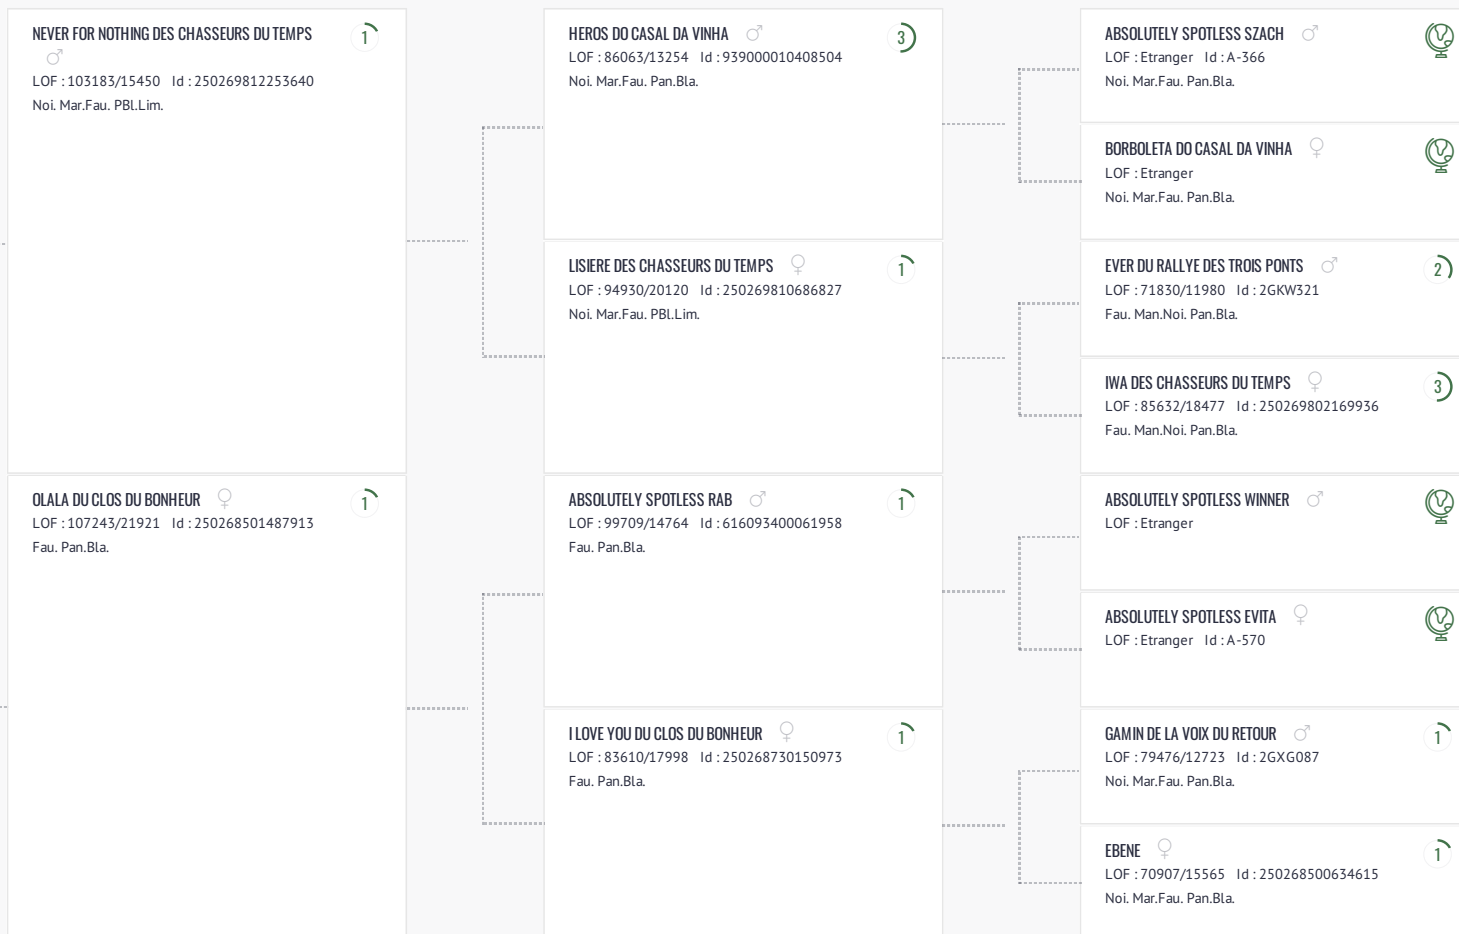 NEVER FOR NOTHING DES CHASSEURS DU TEMPS
1
LOF : 103183/15450 Id : 250269812253640
Noi. Mar.Fau. PBl.Lim.
OLALA DU CLOS DU BONHEUR
1
LOF : 107243/21921 Id : 250268501487913
Fau. Pan.Bla.
HEROS DO CASAL DA VINHA
3
LOF : 86063/13254 Id : 939000010408504
Noi. Mar.Fau. Pan.Bla.
LISIERE DES CHASSEURS DU TEMPS
1
LOF : 94930/20120 Id : 250269810686827
Noi. Mar.Fau. PBl.Lim.
ABSOLUTELY SPOTLESS RAB
1
LOF : 99709/14764 Id : 616093400061958
Fau. Pan.Bla.
I LOVE YOU DU CLOS DU BONHEUR
1
LOF : 83610/17998 Id : 250268730150973
Fau. Pan.Bla.
ABSOLUTELY SPOTLESS SZACH
LOF : Etranger Id : A-366
Noi. Mar.Fau. Pan.Bla.
BORBOLETA DO CASAL DA VINHA
LOF : Etranger
Noi. Mar.Fau. Pan.Bla.
EVER DU RALLYE DES TROIS PONTS
2
LOF : 71830/11980 Id : 2GKW321
Fau. Man.Noi. Pan.Bla.
IWA DES CHASSEURS DU TEMPS
3
LOF : 85632/18477 Id : 250269802169936
Fau. Man.Noi. Pan.Bla.
ABSOLUTELY SPOTLESS WINNER
LOF : Etranger
ABSOLUTELY SPOTLESS EVITA
LOF : Etranger Id : A-570
GAMIN DE LA VOIX DU RETOUR
1
LOF : 79476/12723 Id : 2GXG087
Noi. Mar.Fau. Pan.Bla.
EBENE
1
LOF : 70907/15565 Id : 250268500634615
Noi. Mar.Fau. Pan.Bla.